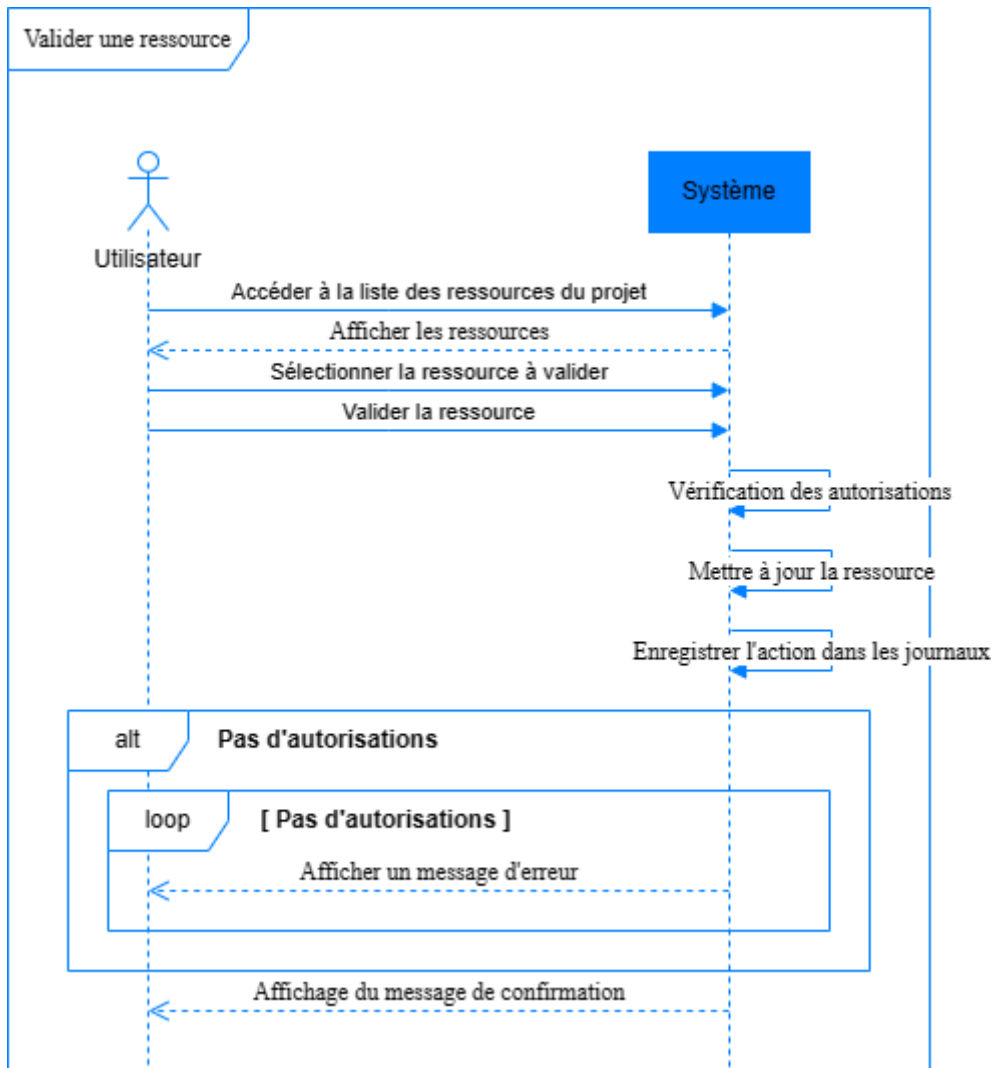 Valider une ressource
Système
Utilisateur
Accéder à la liste des ressources du projet
Afficher les ressources
Sélectionner la ressource à valider
Valider la ressource
Vérification des autorisations
Mettre à jour la ressource
Enregistrer l'action dans les journaux
alt
Pas d'autorisations
loop
[ Pas d'autorisations ]
Afficher un message d'erreur
Affichage du message de confirmation